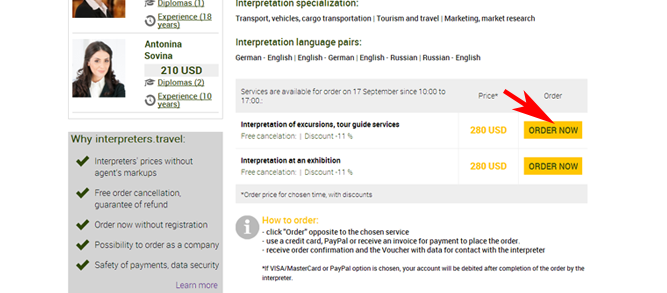 Diplomas (1)
Experience (18
years)
Antonina
Sovina
210 USD
Diplomas (2)
Experience (10
years)
Why interpreters.travel:
Interpreters' prices without
agent's markups
Free order cancellation,
guarantee of refund
Order now without registration
Possibility to order as a company
Safety of payments, data security
Learn more
Interpretation specialization:
Transport, vehicles, cargo transportation | Tourism and travel | Marketing, market research
Interpretation language pairs:
German - English | English - German | English - Russian | Russian - English
Services are available for order on 17 September since 10:00 to
17:00.:
Price*
Order
Interpretation of excursions, tour guide services
Free cancelation: | Discount -11 %
280 USD
ORDER NOW
Interpretation at an exhibition
Free cancelation: | Discount -11 %
280 USD
ORDER NOW
*Order price for chosen time, with discounts
How to order:
- click "Order" opposite to the chosen service
- use a credit card, PayPal or receive an invoice for payment to place the order.
- receive order confirmation and the Voucher with data for contact with the interpreter
*If VISA/MasterCard or PayPal option is chosen, your account will be debited after completion of the order by the
interpreter.